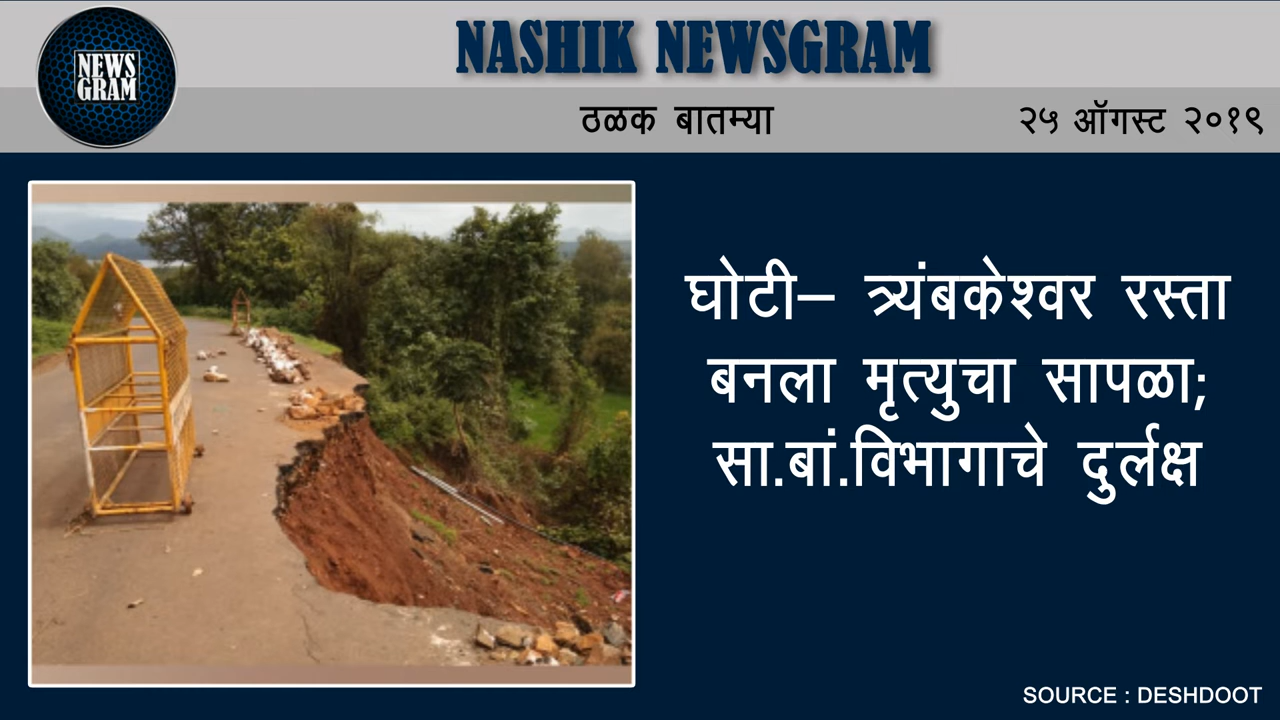 NEWS
GRAM
NASHIK NEWSGRAM
ठळक बातम्या
२५ ऑगस्ट २०१९
घोटी– त्र्यंबकेश्वर रस्ता
बनला मृत्युचा सापळा;
सा.बां.विभागाचे दुर्लक्ष
SOURCE : DESHDOOT